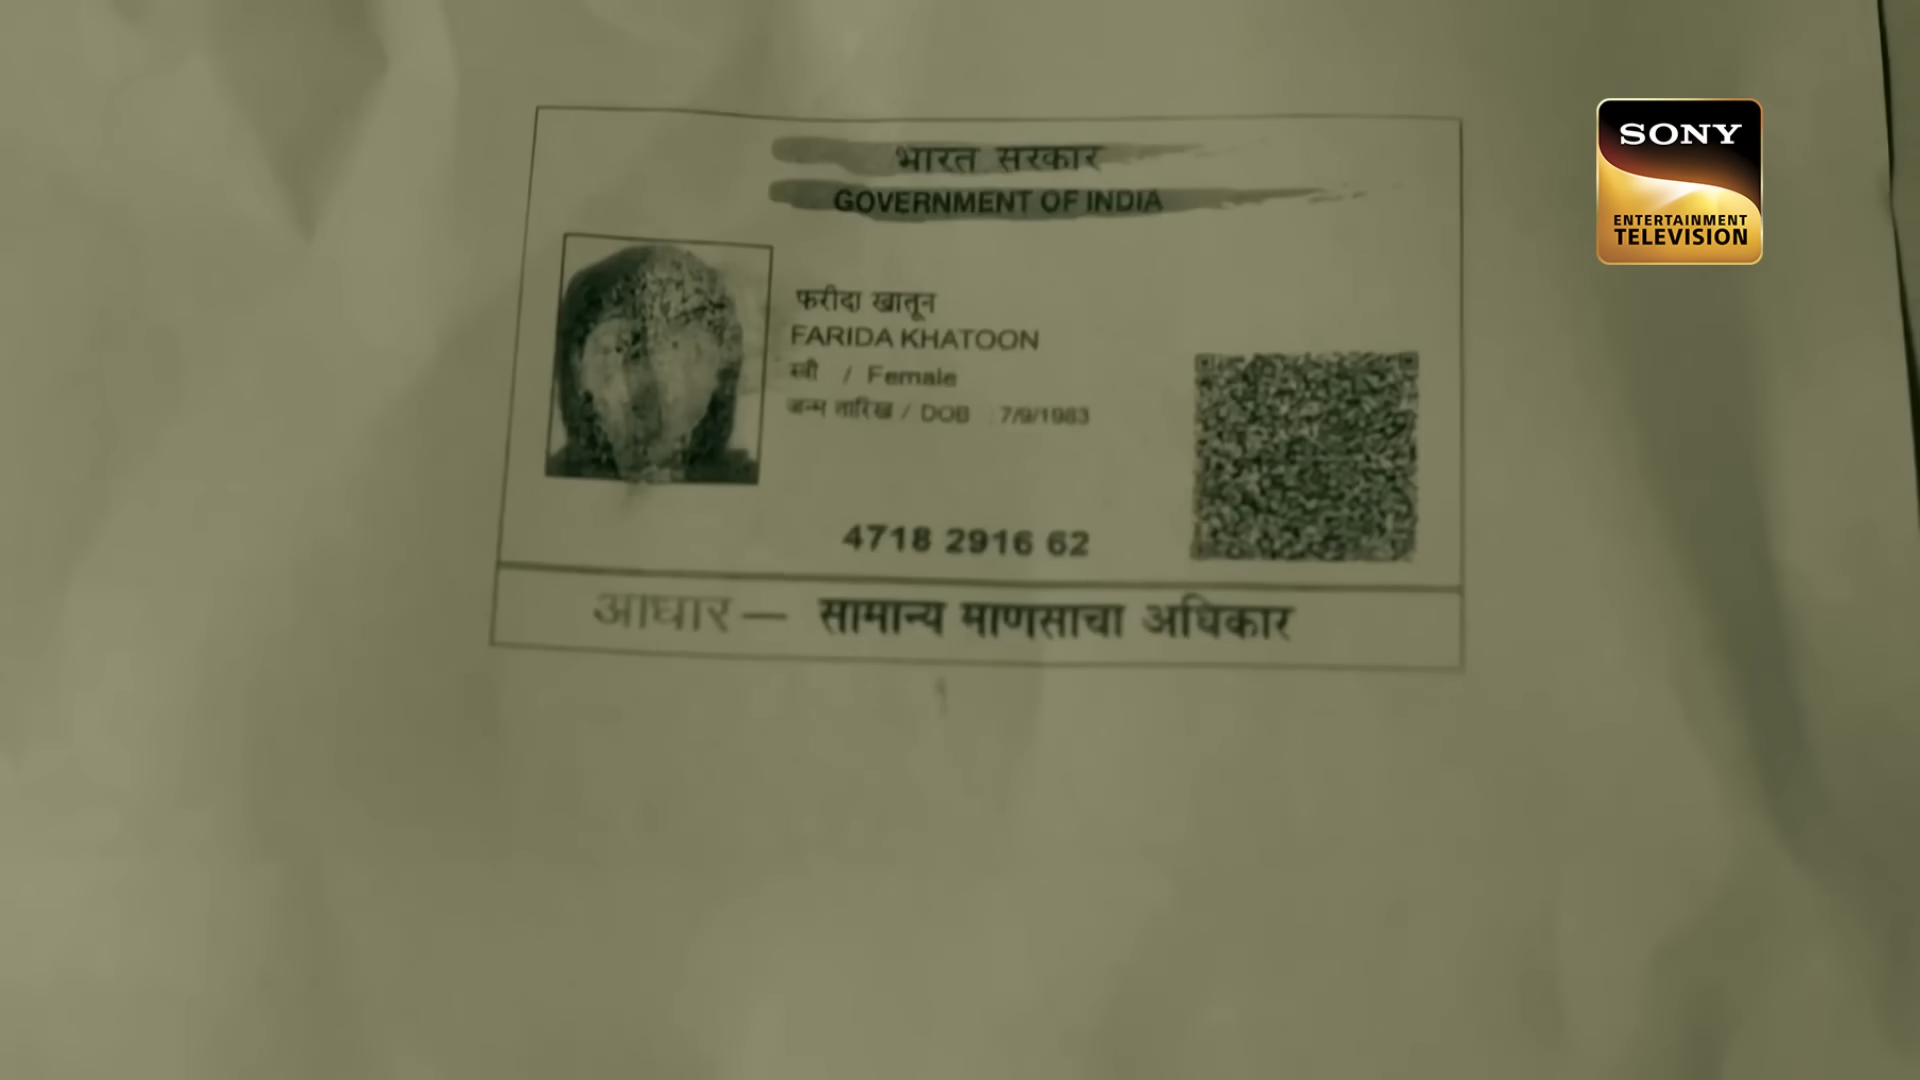 भारत सरकार
GOVERNMENT OF INDIA
फरीदा खातून
FARIDA KHATOON
स्त्री / Female
जन्म तारिख / DOB : 7/9/1983
4718 2916 62
आधार — सामान्य माणसाचा अधिकार
SONY
ENTERTAINMENT
TELEVISION